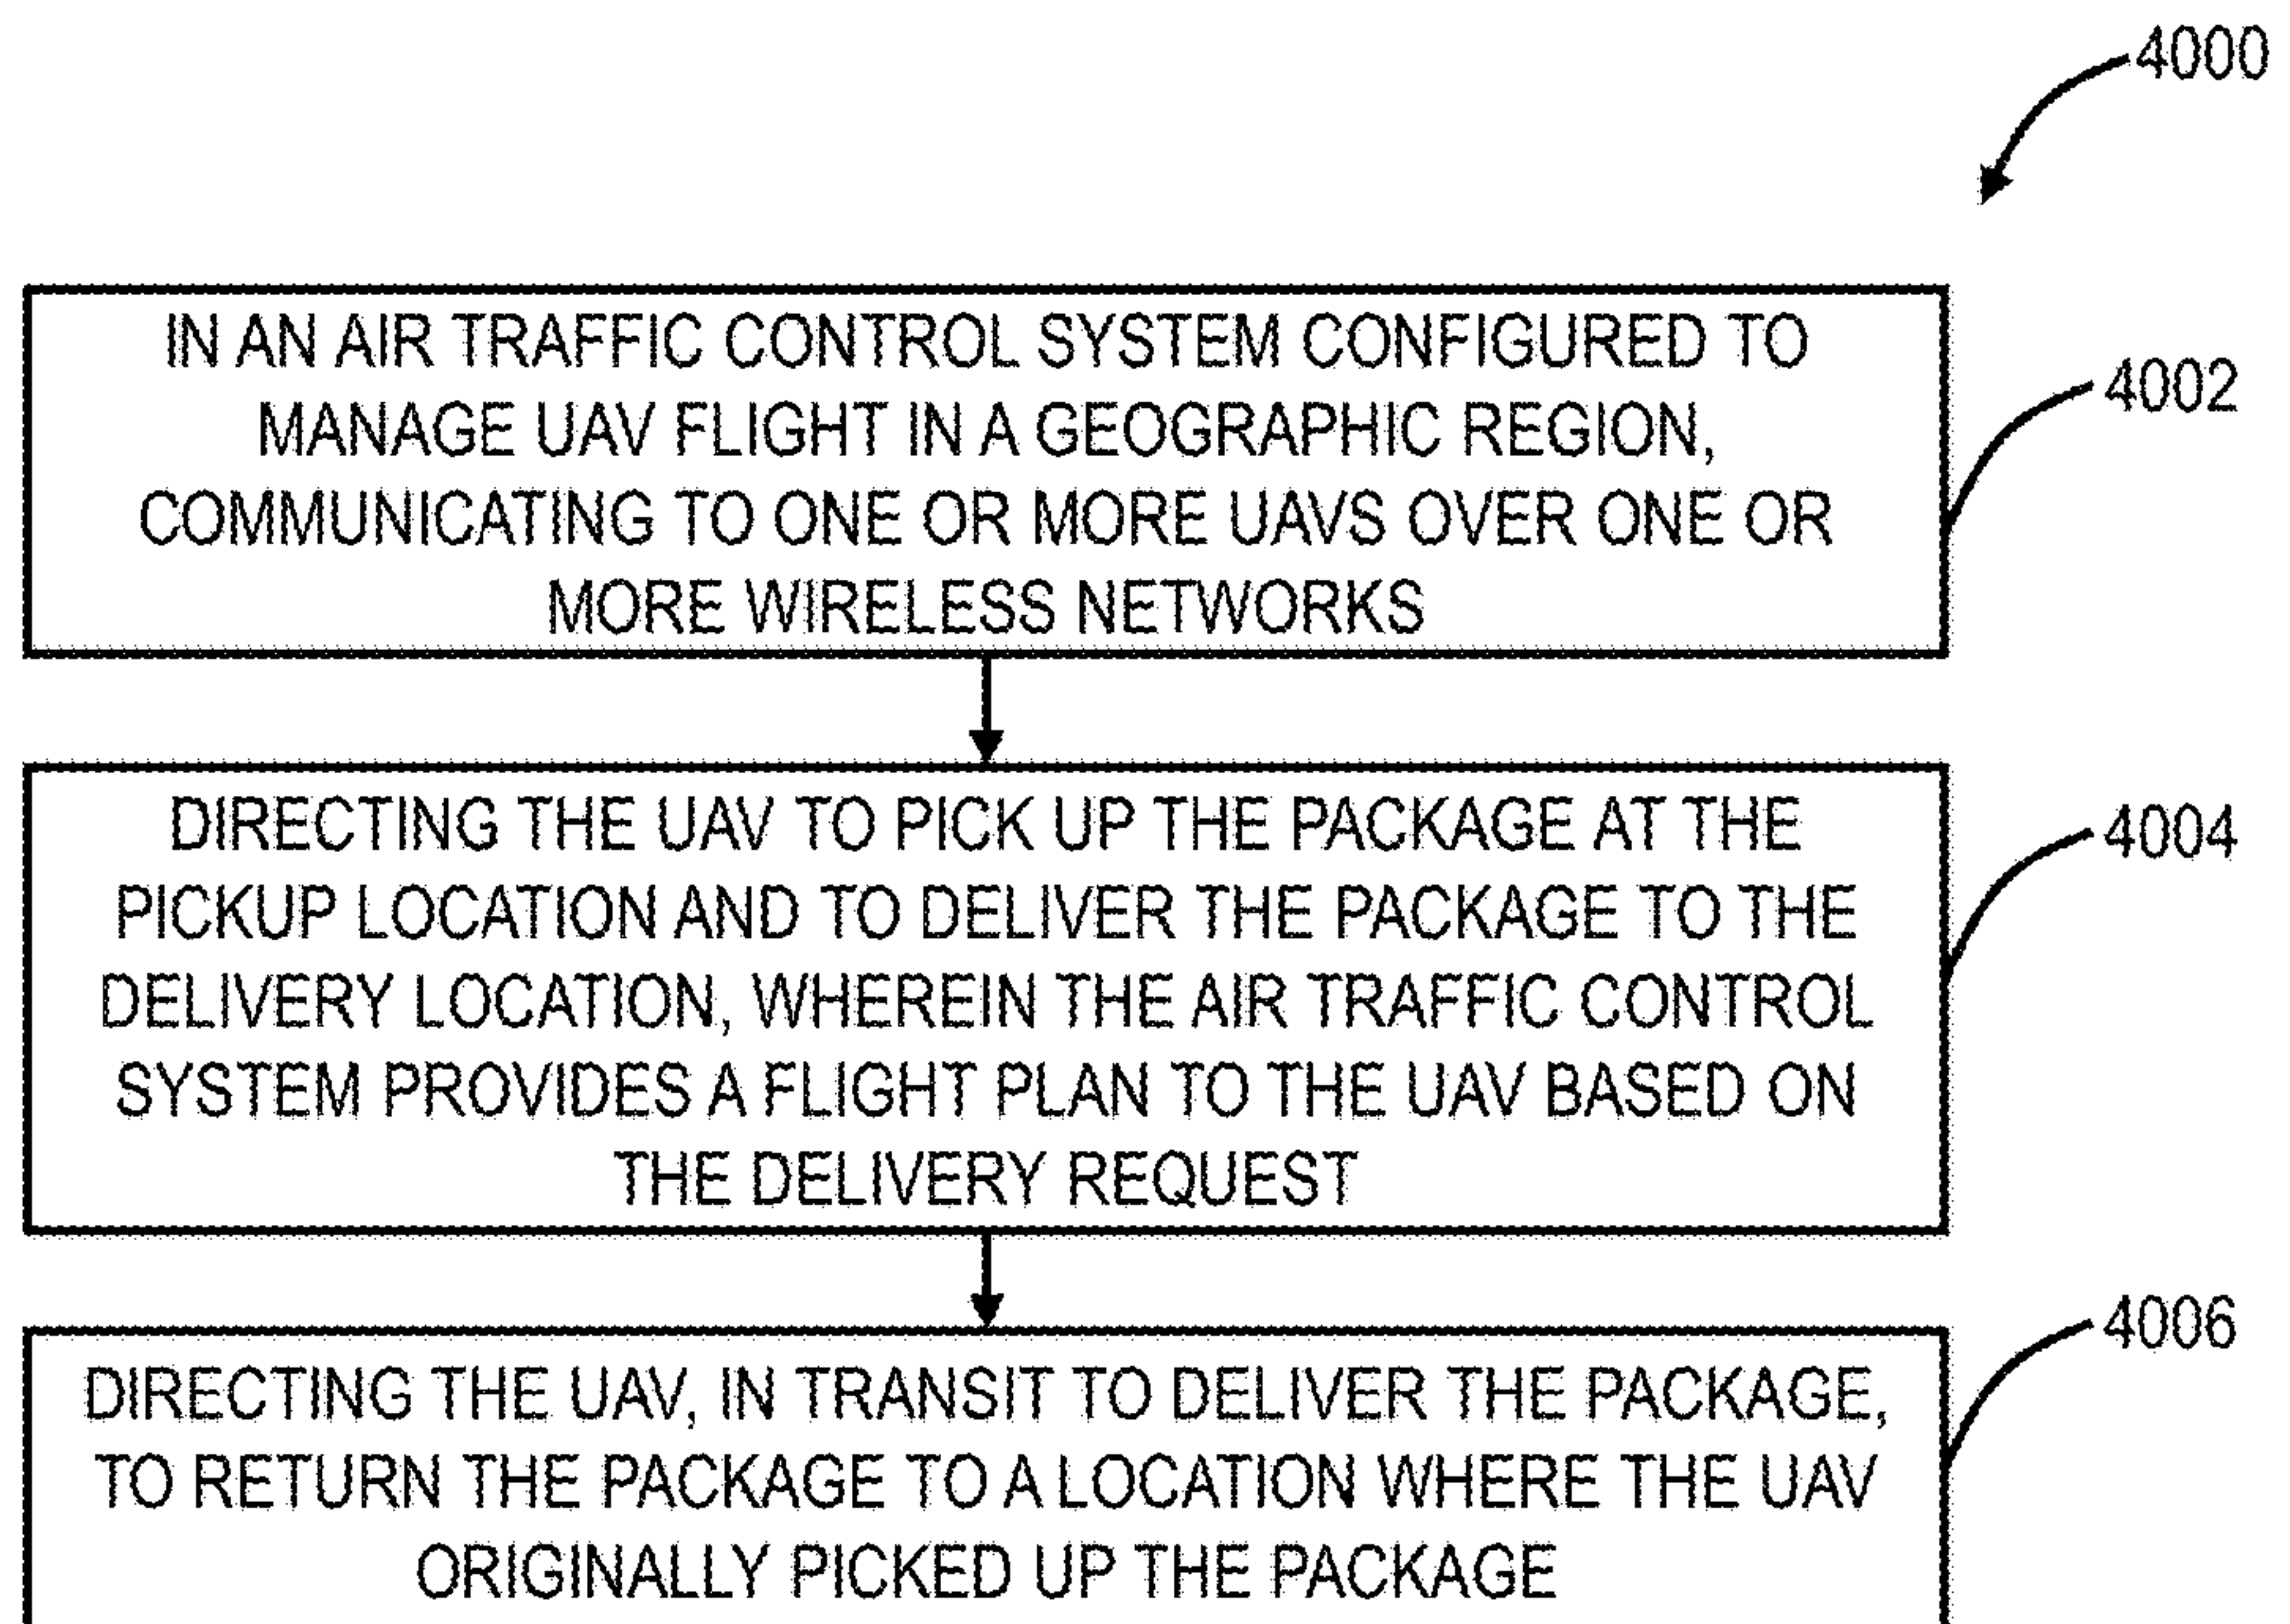 4000
IN AN AIR TRAFFIC CONTROL SYSTEM CONFIGURED TO
MANAGE UAV FLIGHT IN A GEOGRAPHIC REGION,
COMMUNICATING TO ONE OR MORE UAVS OVER ONE OR
MORE WIRELESS NETWORKS
4002
DIRECTING THE UAV TO PICK UP THE PACKAGE AT THE
PICKUP LOCATION AND TO DELIVER THE PACKAGE TO THE
DELIVERY LOCATION, WHEREIN THE AIR TRAFFIC CONTROL
SYSTEM PROVIDES A FLIGHT PLAN TO THE UAV BASED ON
THE DELIVERY REQUEST
4004
DIRECTING THE UAV, IN TRANSIT TO DELIVER THE PACKAGE,
TO RETURN THE PACKAGE TO A LOCATION WHERE THE UAV
ORIGINALLY PICKED UP THE PACKAGE
4006